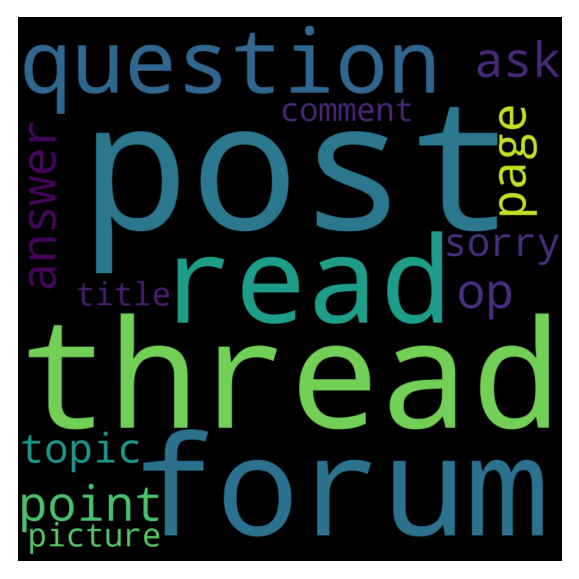 question
ask
comment
post
page
answer
read
sorry
title
op
thread
topic
forum
point
picture